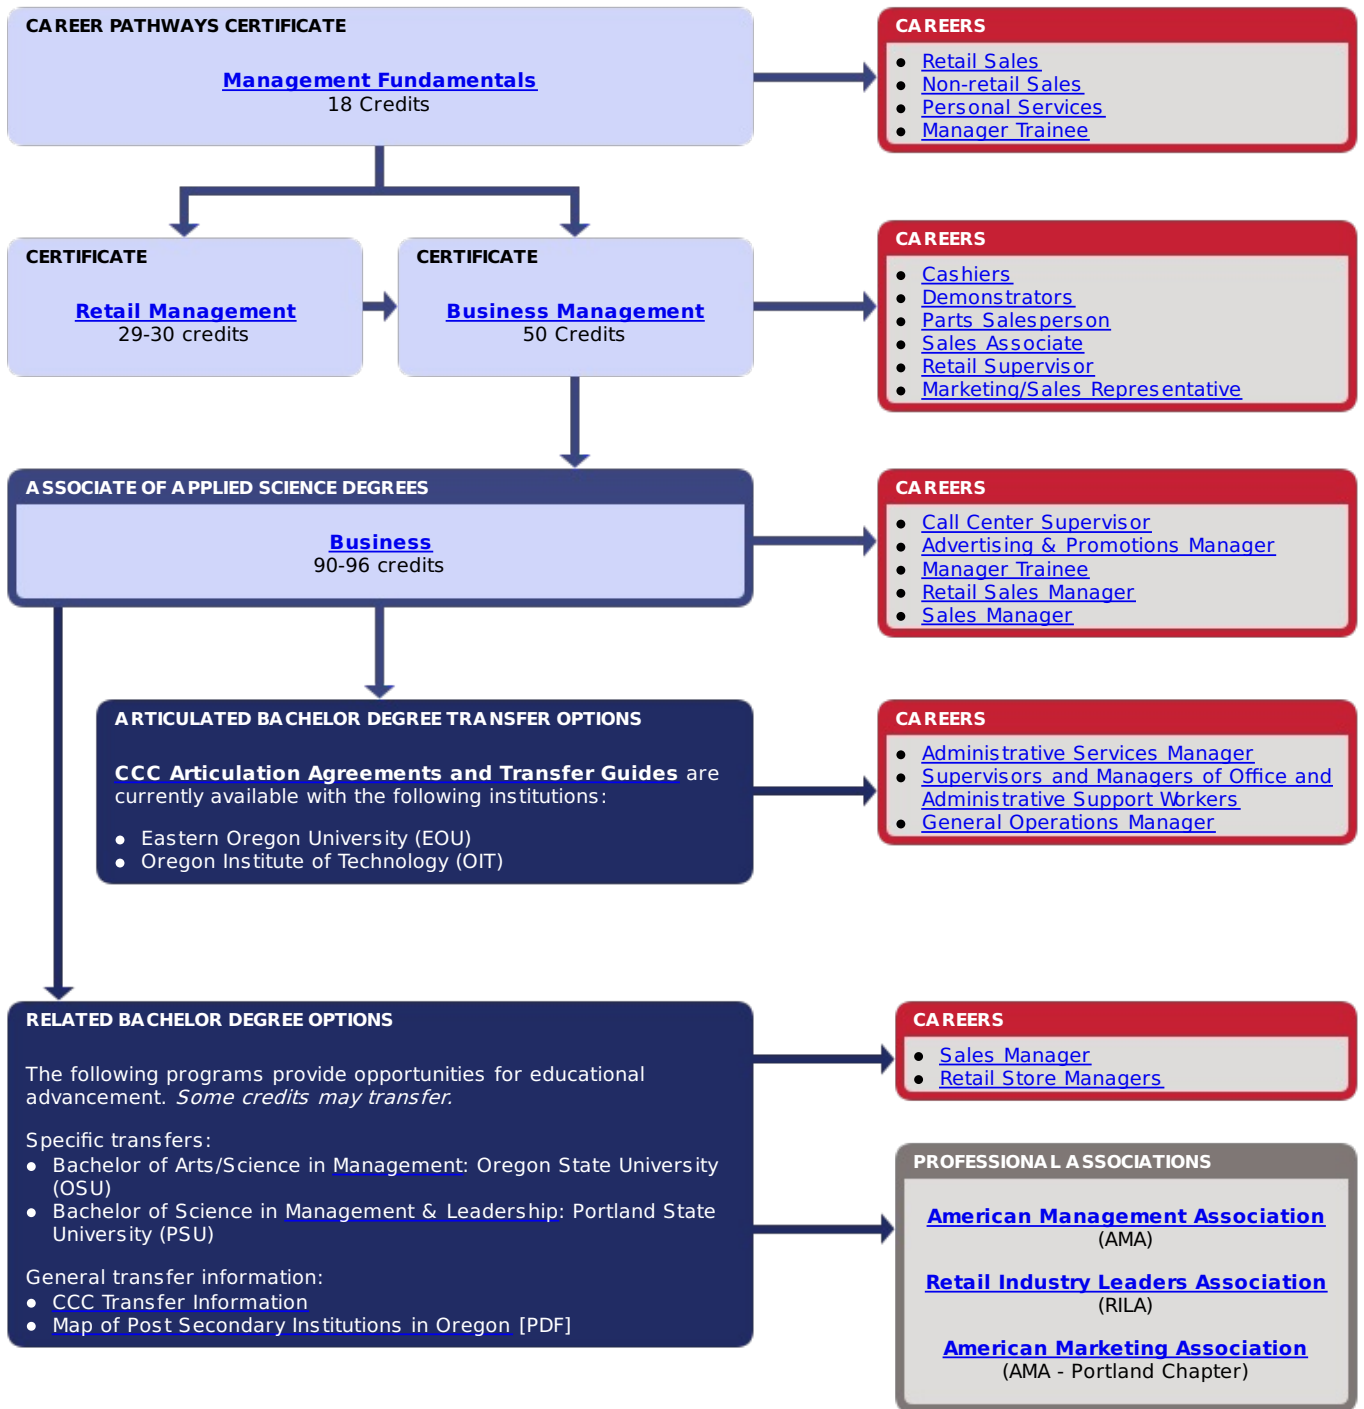 CAREER PATHWAYS CERTIFICATE
Management Fundamentals
18 Credits
CAREERS
● Retail Sales
● Non-retail Sales
● Personal Services
● Manager Trainee
CERTIFICATE
Retail Management
29-30 credits
CERTIFICATE
Business Management
50 Credits
CAREERS
● Cashiers
● Demonstrators
● Parts Salesperson
● Sales Associate
● Retail Supervisor
● Marketing/Sales Representative
ASSOCIATE OF APPLIED SCIENCE DEGREES
Business
90-96 credits
CAREERS
● Call Center Supervisor
● Advertising & Promotions Manager
● Manager Trainee
● Retail Sales Manager
● Sales Manager
ARTICULATED BACHELOR DEGREE TRANSFER OPTIONS
CCC Articulation Agreements and Transfer Guides are
currently available with the following institutions:
● Eastern Oregon University (EOU)
● Oregon Institute of Technology (OIT)
CAREERS
● Administrative Services Manager
● Supervisors and Managers of Office and
Administrative Support Workers
● General Operations Manager
RELATED BACHELOR DEGREE OPTIONS
The following programs provide opportunities for educational
advancement. Some credits may transfer.
Specific transfers:
● Bachelor of Arts/Science in Management: Oregon State University
(OSU)
● Bachelor of Science in Management & Leadership: Portland State
University (PSU)
General transfer information:
● CCC Transfer Information
● Map of Post Secondary Institutions in Oregon [PDF]
CAREERS
● Sales Manager
● Retail Store Managers
PROFESSIONAL ASSOCIATIONS
American Management Association
(AMA)
Retail Industry Leaders Association
(RILA)
American Marketing Association
(AMA - Portland Chapter)